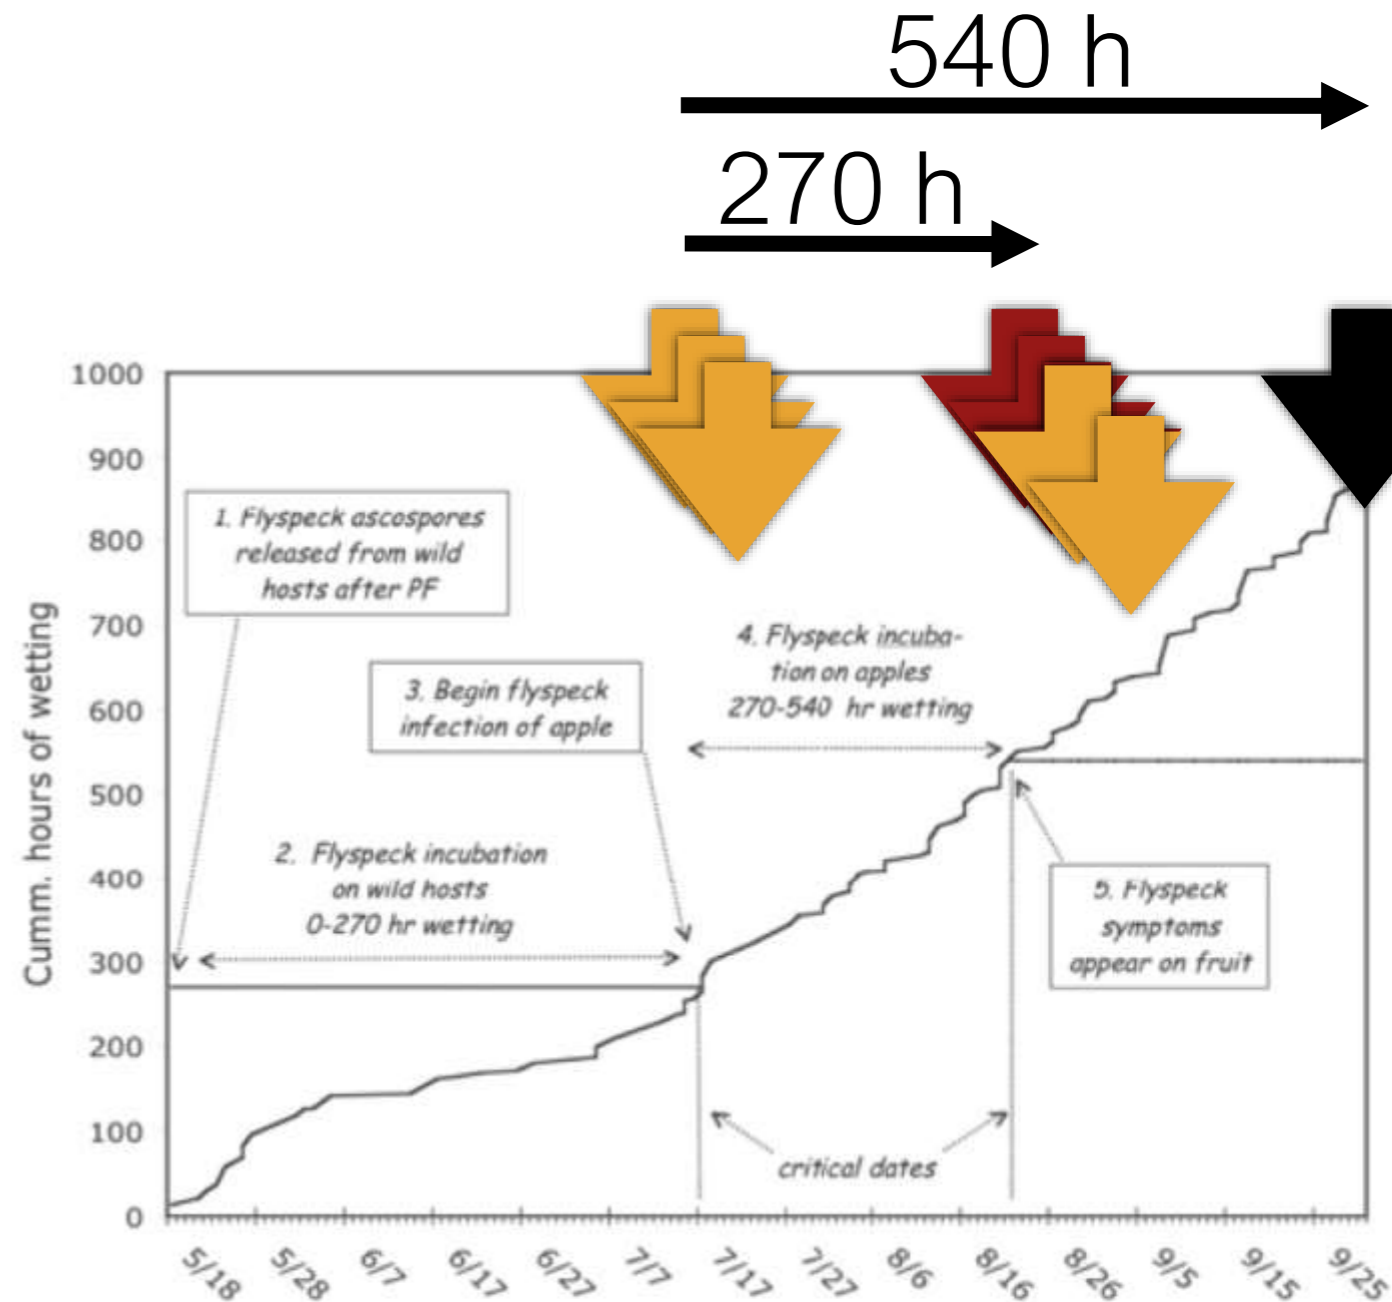 540 h
270 h
1000
900
800
700
600
500
400
300
200
100
0
Cumm. hours of wetting
1. Flyspeck ascospores
released from wild
hosts after PF
3. Begin flyspeck
infection of apple
2. Flyspeck incubation
on wild hosts
0-270 hr wetting
4. Flyspeck incuba-
tion on apples
270-540 hr wetting
5. Flyspeck
symptoms
appear on fruit
critical dates
5/18
5/28
6/7
6/17
6/27
7/7
7/17
7/27
8/6
8/16
8/26
9/5
9/15
9/25